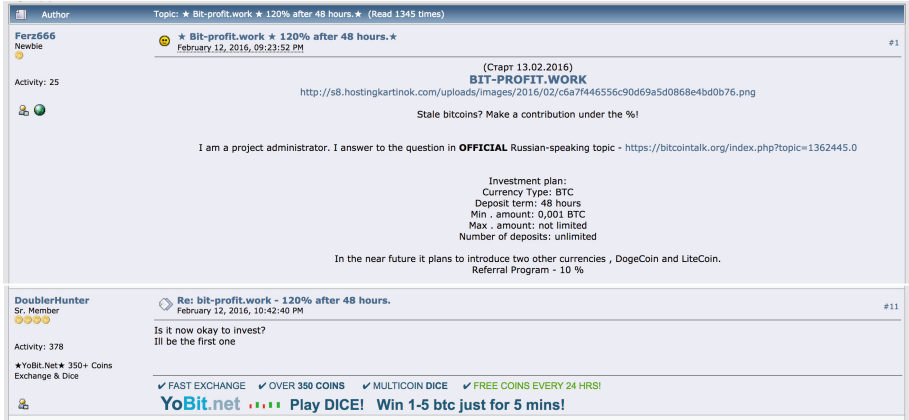 Author
Topic: ★ Bit-profit.work ★ 120% after 48 hours.★ (Read 1345 times)
Ferz666
Newbie
Activity: 25
★ Bit-profit.work ★ 120% after 48 hours.★
February 12, 2016, 09:23:52 PM
#1
(Старт 13.02.2016)
BIT-PROFIT.WORK
http://s8.hostingkartinok.com/uploads/images/2016/02/c6a7f446556c90d69a5d0868e4bd0b76.png
Stale bitcoins? Make a contribution under the %!
I am a project administrator. I answer to the question in OFFICIAL Russian-speaking topic - https://bitcointalk.org/index.php?topic=1362445.0
Investment plan:
Currency Type: BTC
Deposit term: 48 hours
Min . amount: 0,001 BTC
Max . amount: not limited
Number of deposits: unlimited
In the near future it plans to introduce two other currencies , DogeCoin and LiteCoin.
Referral Program - 10 %
DoublerHunter
Sr. Member
Activity: 378
★YoBit.Net★ 350+ Coins
Exchange & Dice
Re: bit-profit.work - 120% after 48 hours.
February 12, 2016, 10:42:40 PM
#11
Is it now okay to invest?
Ill be the first one
✔ FAST EXCHANGE ✔ OVER 350 COINS ✔ MULTICOIN DICE ✔ FREE COINS EVERY 24 HRS!
YoBit.net Play DICE! Win 1-5 btc just for 5 mins!